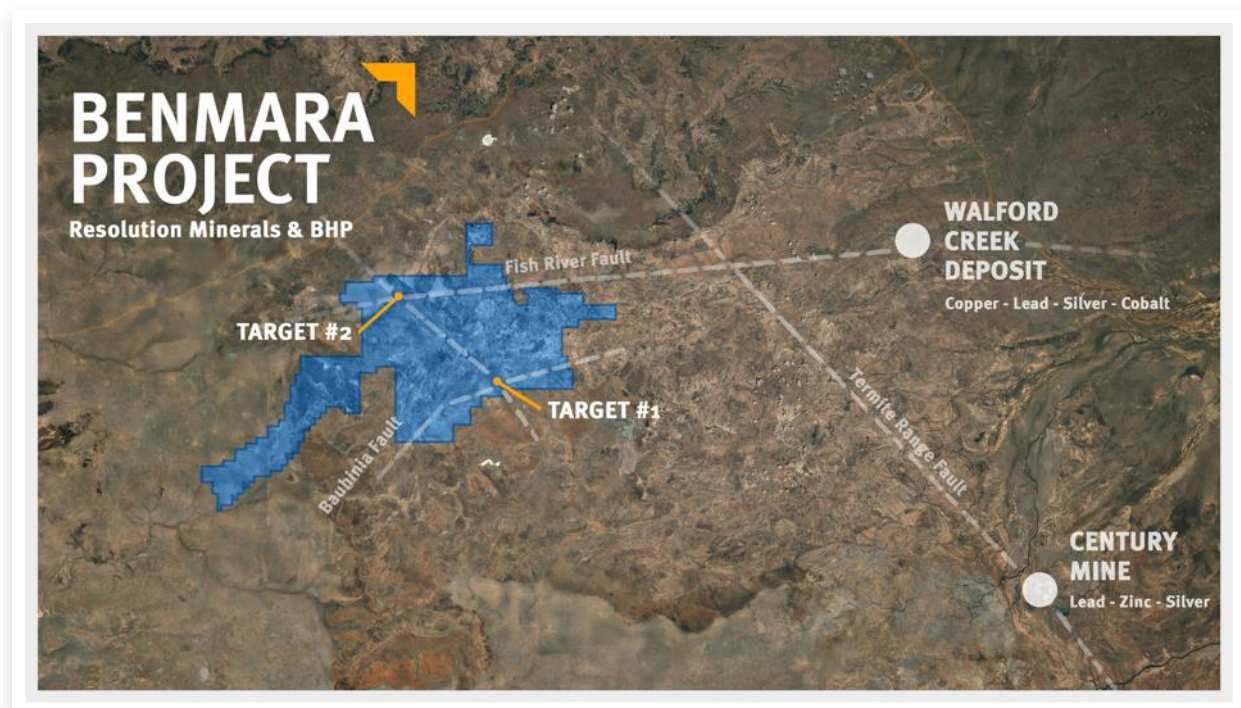 BENMARA
PROJECT
Resolution Minerals & BHP
WALFORD
CREEK
DEPOSIT
Copper - Lead - Silver - Cobalt
Fish River Fault
TARGET #2
TARGET #1
Termite Range Fault
Bauhinia Fault
CENTURY
MINE
Lead - Zinc - Silver